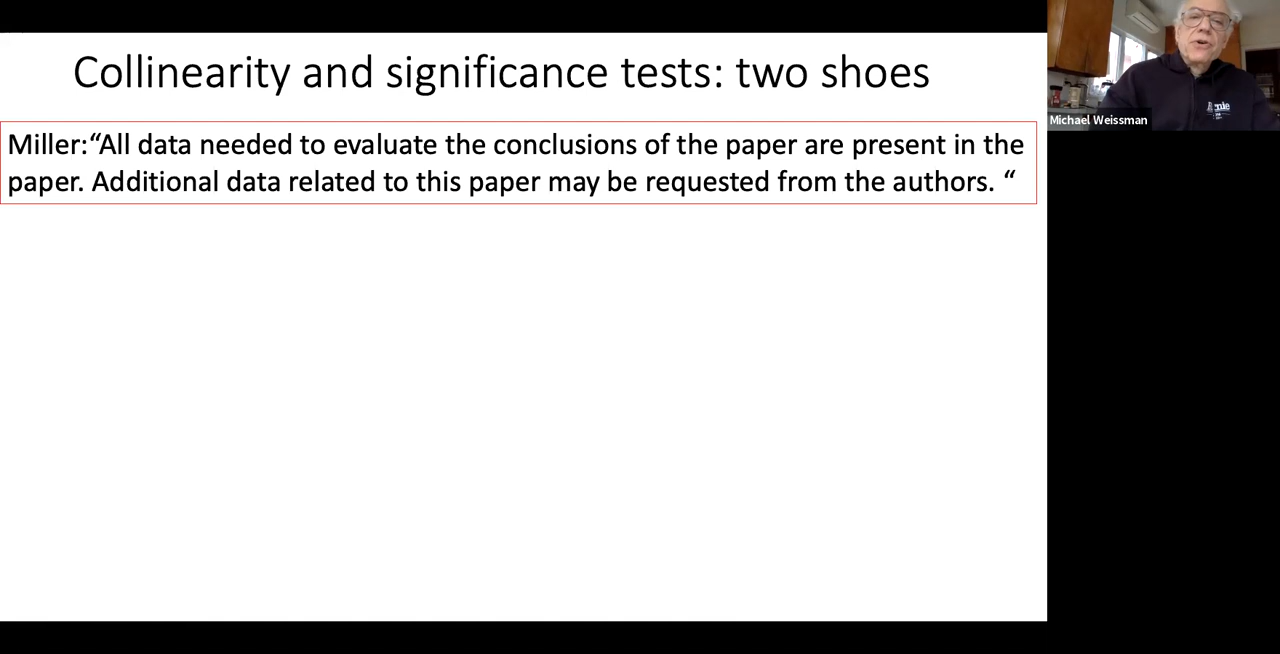 Collinearity and significance tests: two shoes
Miller:“All data needed to evaluate the conclusions of the paper are present in the
paper. Additional data related to this paper may be requested from the authors. “
Michael Weissman